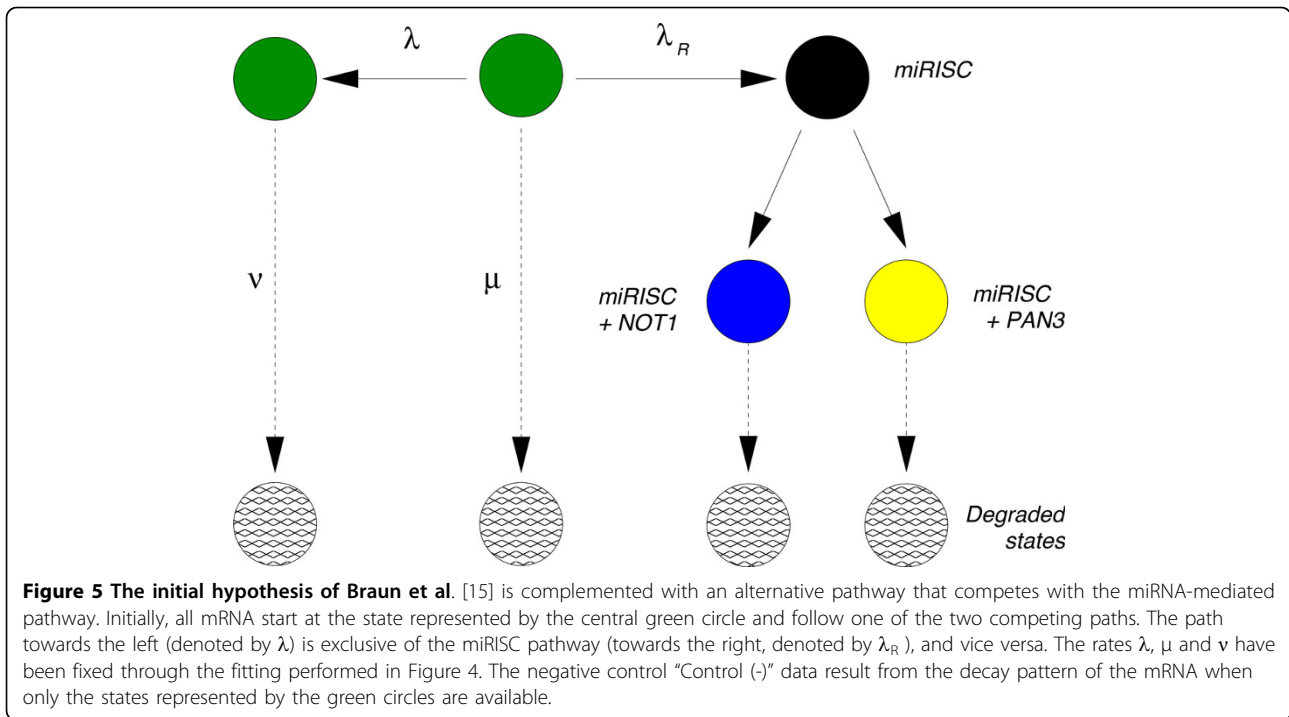 λ
λR
miRISC
ν
μ
miRISC
+ NOT1
miRISC
+ PAN3
Degraded
states
Figure 5 The initial hypothesis of Braun et al. [15] is complemented with an alternative pathway that competes with the miRNA-mediated
pathway. Initially, all mRNA start at the state represented by the central green circle and follow one of the two competing paths. The path
towards the left (denoted by λ) is exclusive of the miRISC pathway (towards the right, denoted by λR ), and vice versa. The rates λ, μ and ν have
been fixed through the fitting performed in Figure 4. The negative control “Control (-)” data result from the decay pattern of the mRNA when
only the states represented by the green circles are available.